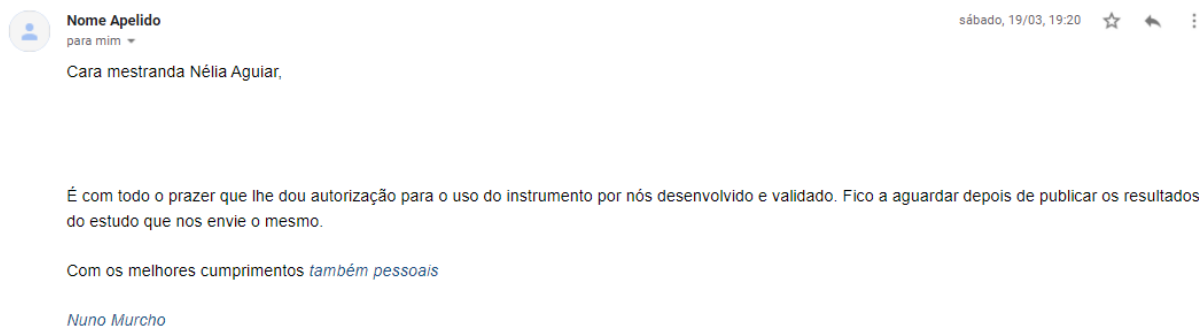 Nome Apelido
sábado, 19/03, 19:20
para mim
Cara mestranda Nélia Aguiar,
É com todo o prazer que lhe dou autorização para o uso do instrumento por nós desenvolvido e validado. Fico a aguardar depois de publicar os resultados
do estudo que nos envie o mesmo.
Com os melhores cumprimentos também pessoais
Nuno Murcho